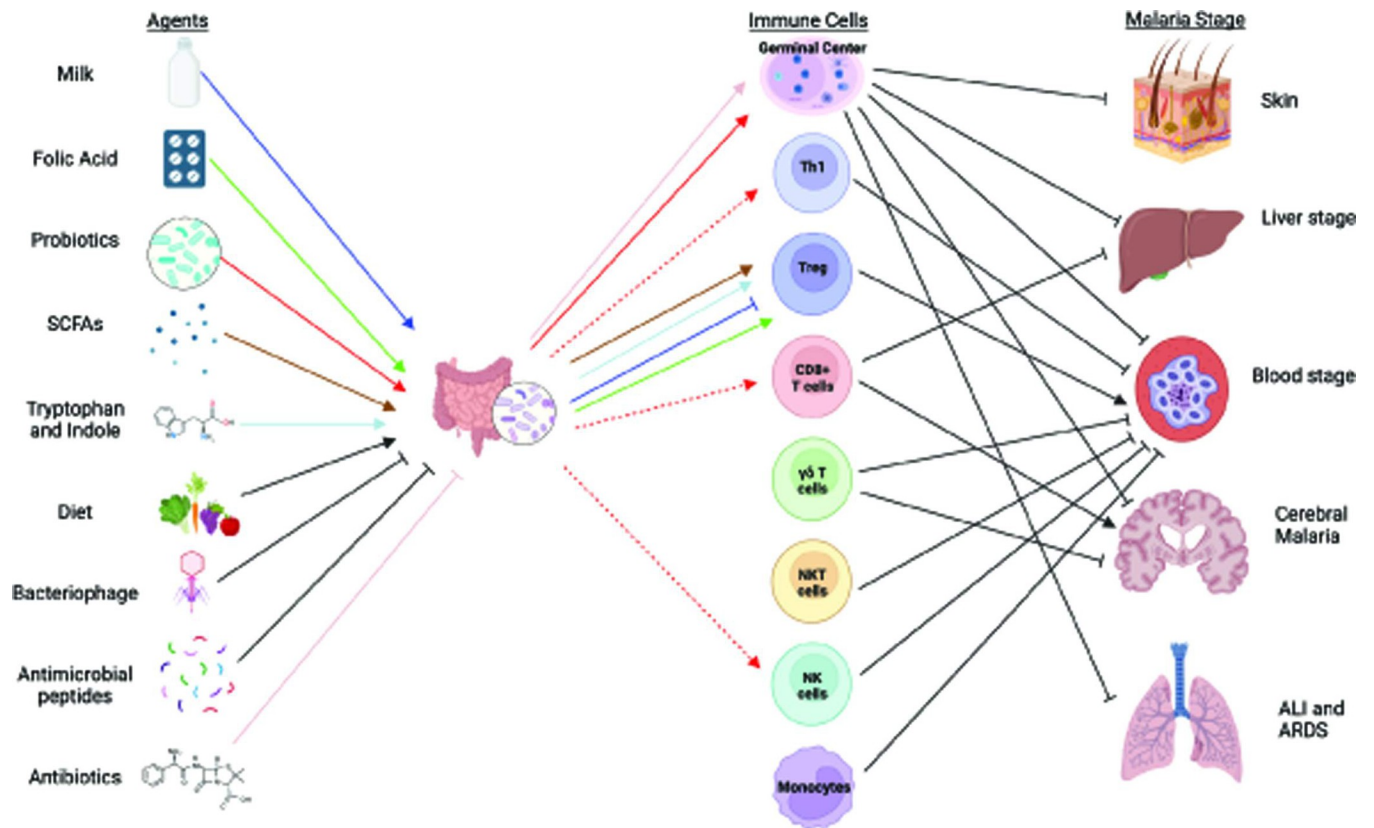 Agents
Milk
Folic Acid
Probiotics
SCFAs
Tryptophan
and Indole
Diet
Bacteriophage
Antimicrobial
peptides
Antibiotics
Immune Cells
Germinal Center
Th1
Treg
CD8+
T cells
γδ T
cells
NKT
cells
NK
cells
Monocytes
Malaria Stage
Skin
Liver stage
Blood stage
Cerebral
Malaria
ALI and
ARDS